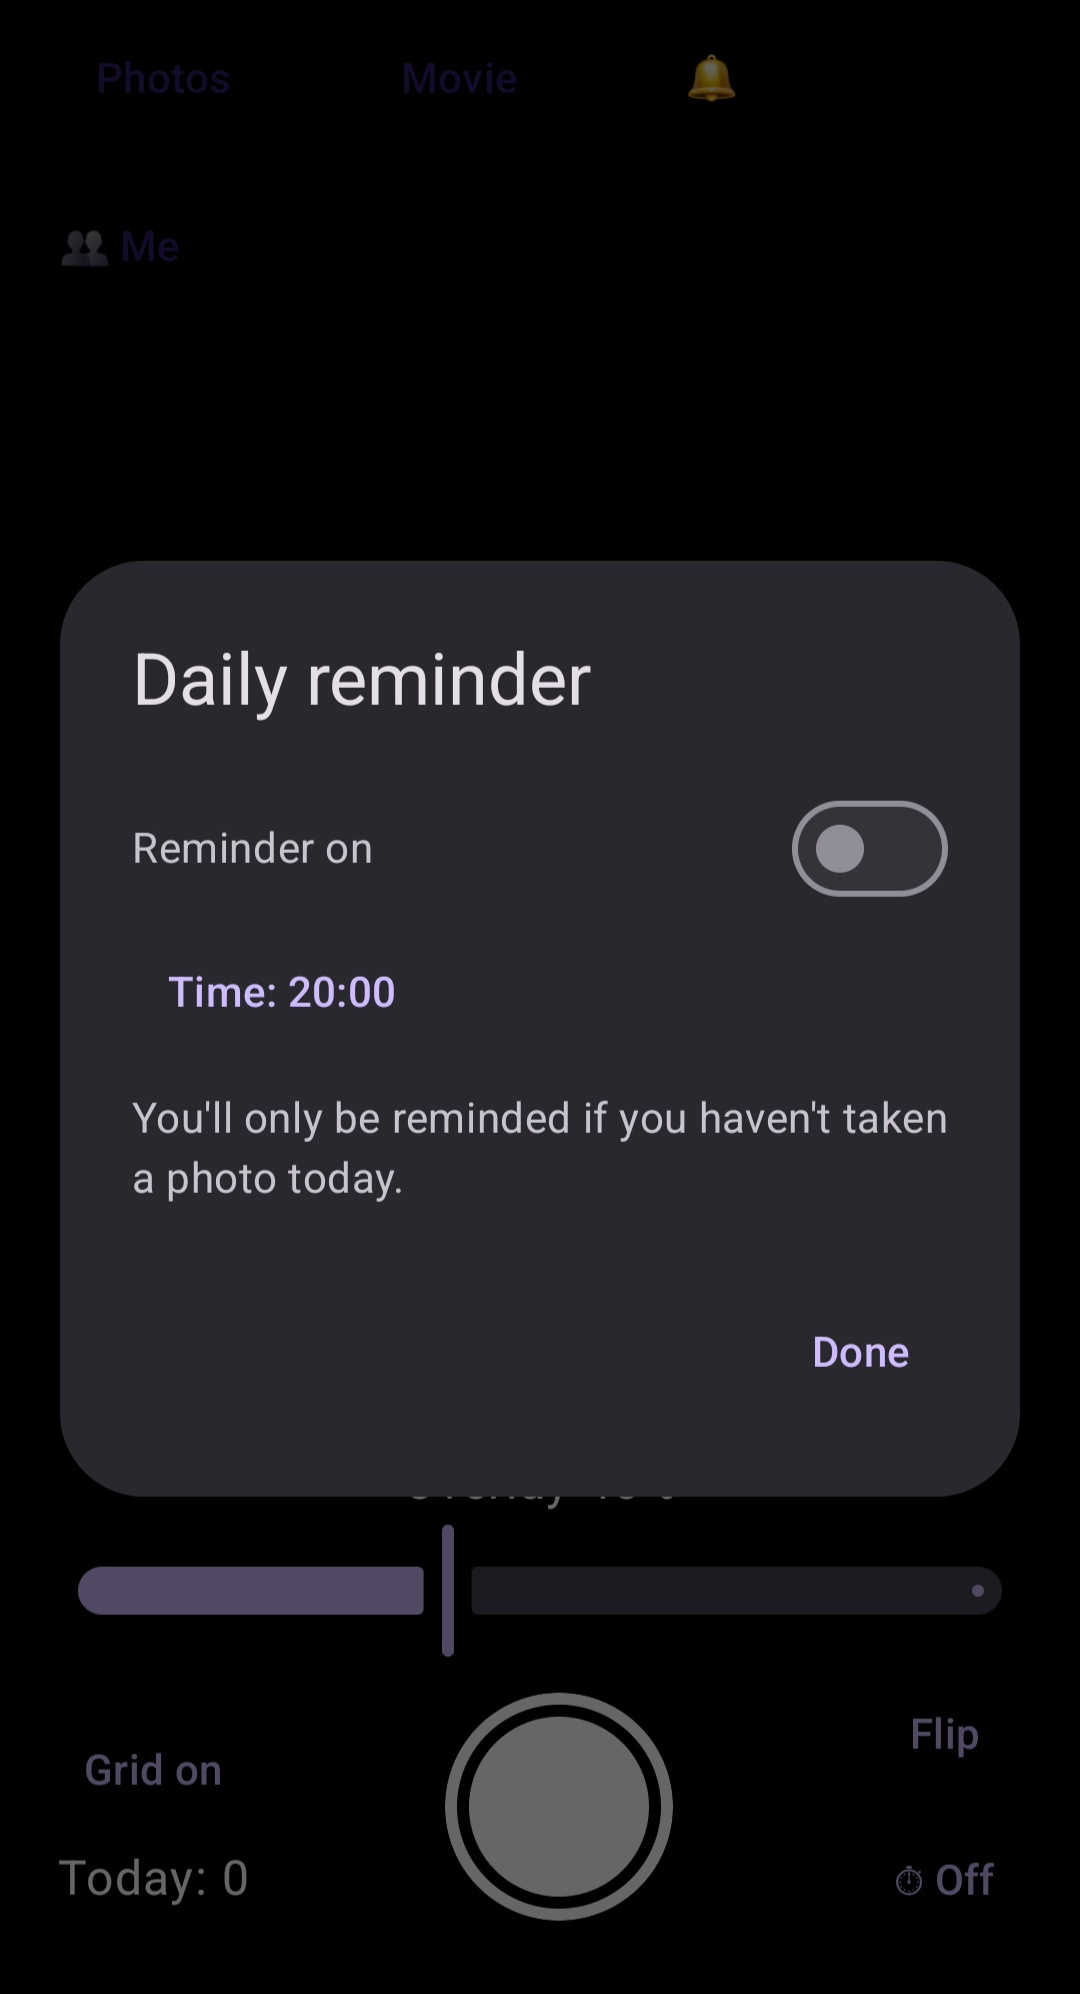 Photos Movie
Me
Daily reminder
Reminder on
Time: 20:00
You'll only be reminded if you haven't taken
a photo today.
Done
Flip
Grid on
Today: 0
Off